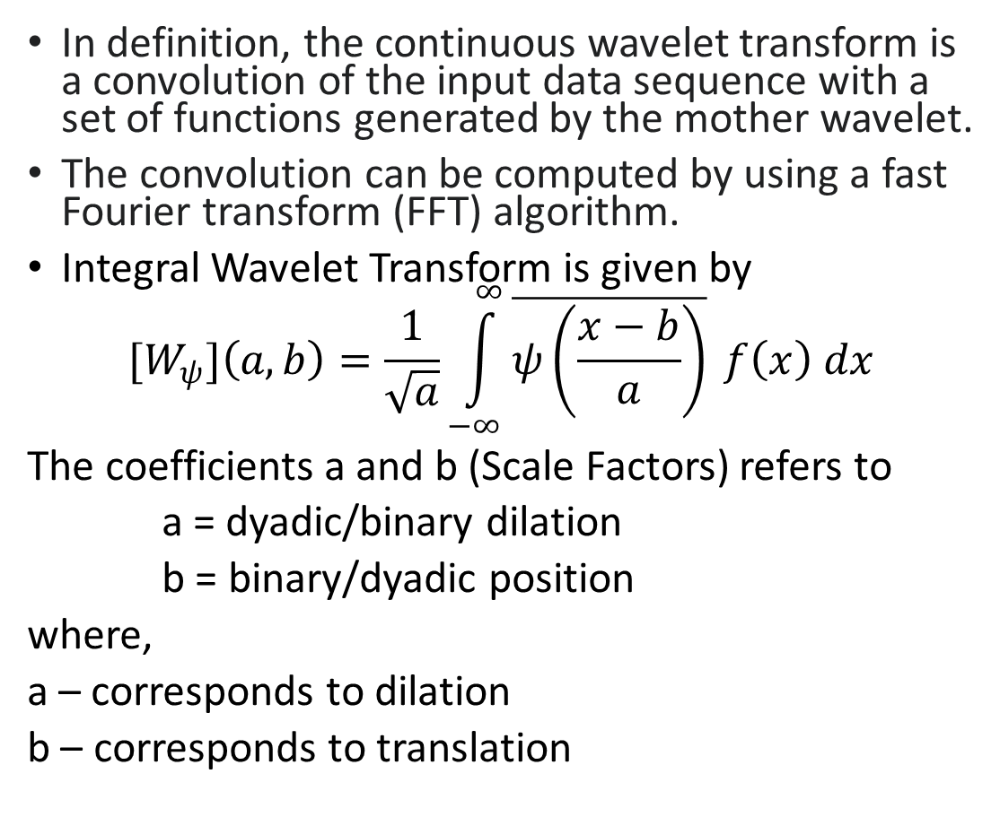 • In definition, the continuous wavelet transform is
a convolution of the input data sequence with a
set of functions generated by the mother wavelet.
• The convolution can be computed by using a fast
Fourier transform (FFT) algorithm.
• Integral Wavelet Transform is given by
$[W_\psi](a, b) = \frac{1}{\sqrt{a}} \int_{-\infty}^{\infty} \overline{\psi\left(\frac{x-b}{a}\right)} f(x)\, dx$
The coefficients a and b (Scale Factors) refers to
a = dyadic/binary dilation
b = binary/dyadic position
where,
a – corresponds to dilation
b – corresponds to translation